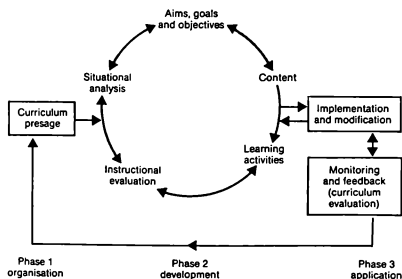 Aims, goals
and objectives
Situational
analysis
Content
Curriculum
presage
Implementation
and modification
Learning
activities
Instructional
evaluation
Monitoring
and feedback
(curriculum
evaluation)
Phase 1
organisation
Phase 2
development
Phase 3
application